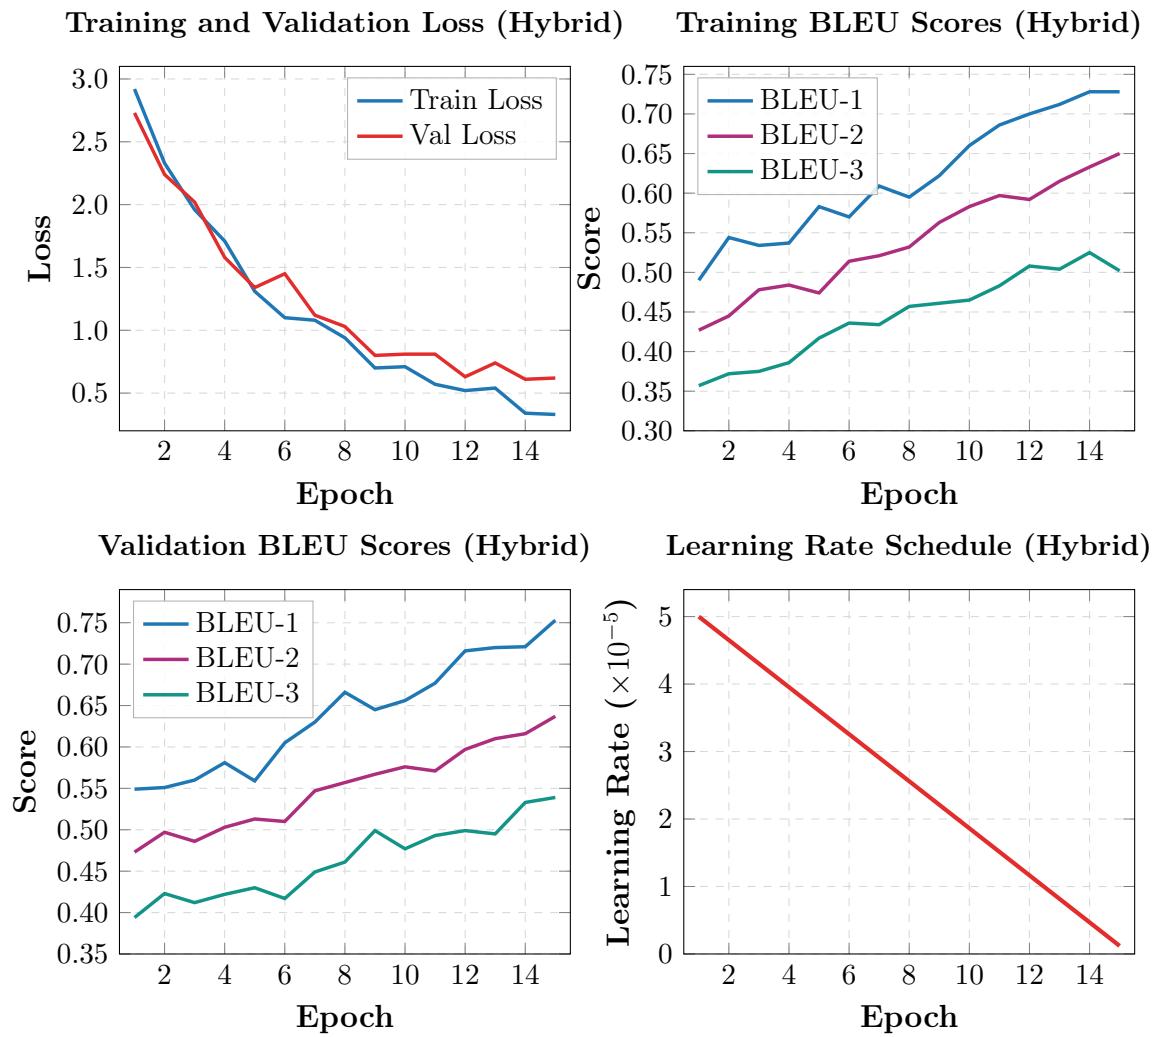 Training and Validation Loss (Hybrid)
3.0
2.5
2.0
1.5
1.0
0.5
Loss
Train Loss
Val Loss
2 4 6 8 10 12 14
Epoch
Training BLEU Scores (Hybrid)
0.75
0.70
0.65
0.60
0.55
0.50
0.45
0.40
0.35
0.30
Score
BLEU-1
BLEU-2
BLEU-3
2 4 6 8 10 12 14
Epoch
Validation BLEU Scores (Hybrid)
0.75
0.70
0.65
0.60
0.55
0.50
0.45
0.40
0.35
Score
BLEU-1
BLEU-2
BLEU-3
2 4 6 8 10 12 14
Epoch
Learning Rate Schedule (Hybrid)
5
4
3
2
1
0
Learning Rate (×10⁻⁵)
2 4 6 8 10 12 14
Epoch